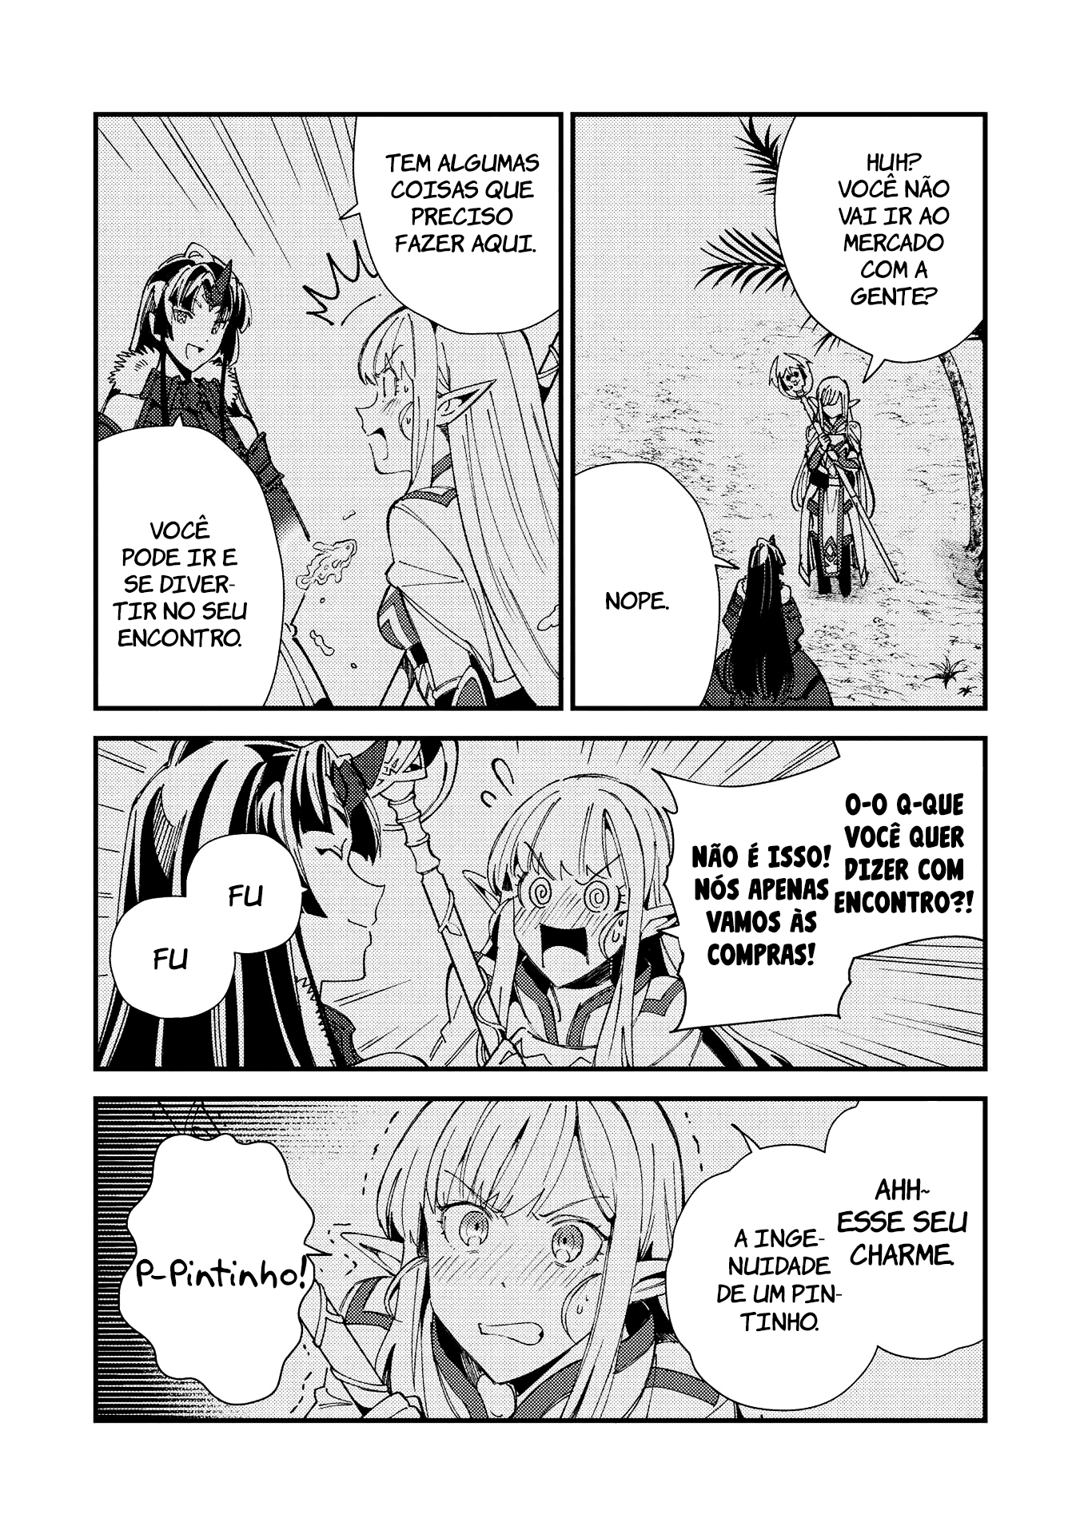 HUH?
VOCÊ NÃO
VAI IR AO
MERCADO
COM A
GENTE?
NOPE.
TEM ALGUMAS
COISAS QUE
PRECISO
FAZER AQUI.
VOCÊ
PODE IR E
SE DIVER-
TIR NO SEU
ENCONTRO.
O-O Q-QUE
VOCÊ QUER
DIZER COM
ENCONTRO?!
NÃO É ISSO!
NÓS APENAS
VAMOS ÀS
COMPRAS!
FU
FU
AHH~
ESSE SEU
CHARME.
A INGE-
NUIDADE
DE UM PIN-
TINHO.
P-Pintinho!